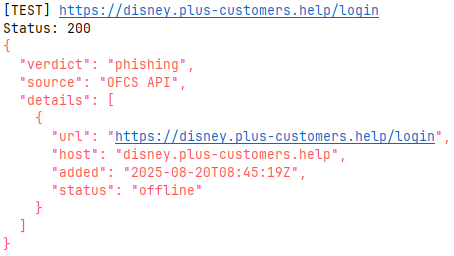 [TEST] https://disney.plus-customers.help/login
Status: 200
{
  "verdict": "phishing",
  "source": "OFCS API",
  "details": [
    {
      "url": "https://disney.plus-customers.help/login",
      "host": "disney.plus-customers.help",
      "added": "2025-08-20T08:45:19Z",
      "status": "offline"
    }
  ]
}